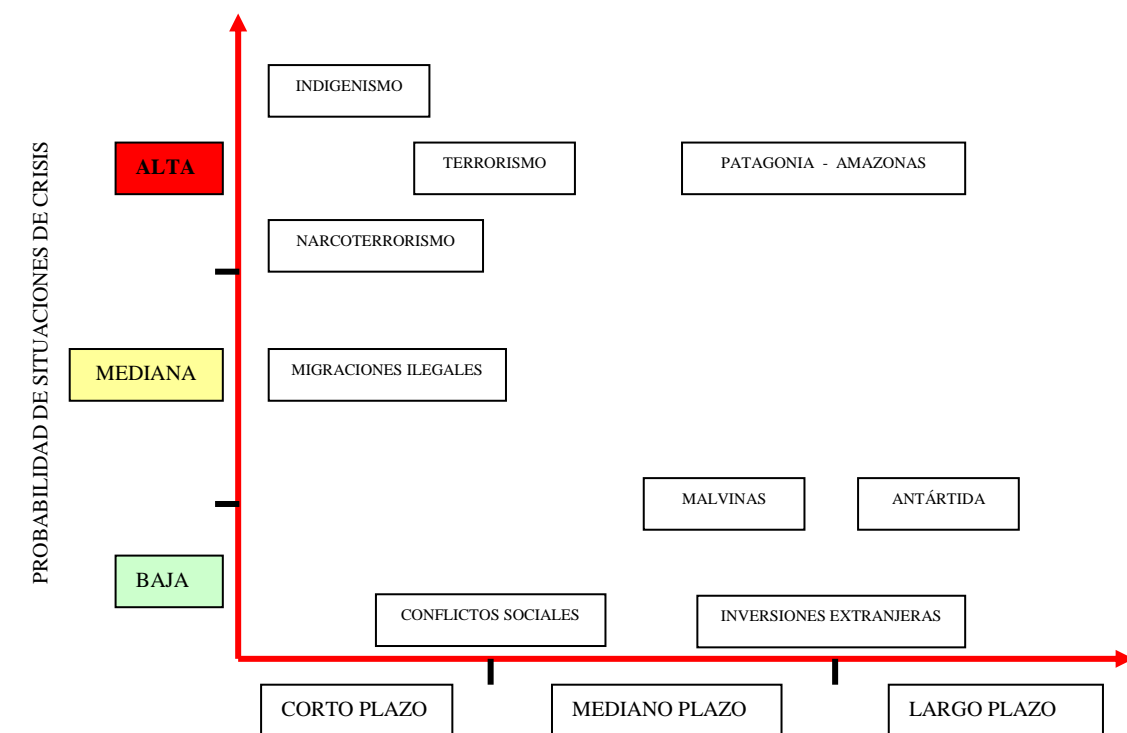 PROBABILIDAD DE SITUACIONES DE CRISIS
INDIGENISMO
ALTA
TERRORISMO
PATAGONIA - AMAZONAS
NARCOTERRORISMO
MEDIANA
MIGRACIONES ILEGALES
MALVINAS
ANTÁRTIDA
BAJA
CONFLICTOS SOCIALES
INVERSIONES EXTRANJERAS
CORTO PLAZO
MEDIANO PLAZO
LARGO PLAZO